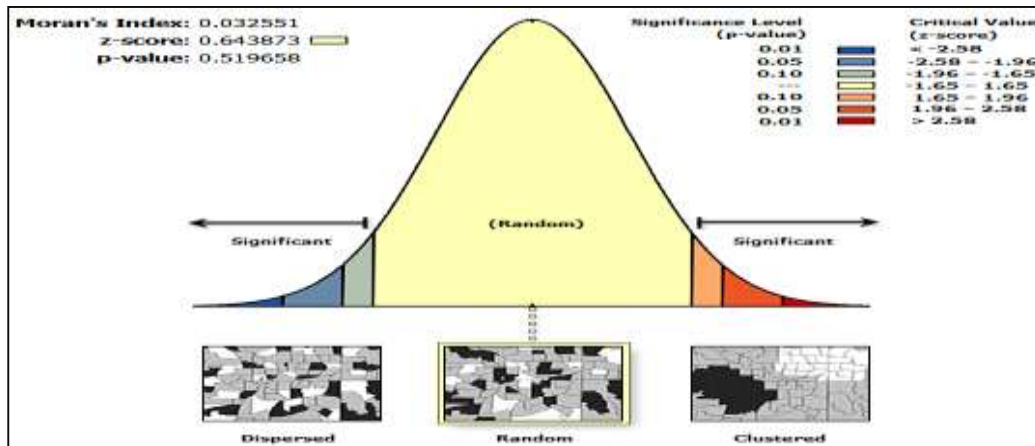 Moran's Index: 0.032551
z-score: 0.643873
p-value: 0.519658
Significance Level (p-value)
0.01
0.05
0.10
---
0.10
0.05
0.01
Critical Value (z-score)
< -2.58
-2.58 - -1.96
-1.96 - -1.65
-1.65 - 1.65
1.65 - 1.96
1.96 - 2.58
> 2.58
Significant
(Random)
Significant
Dispersed
Random
Clustered